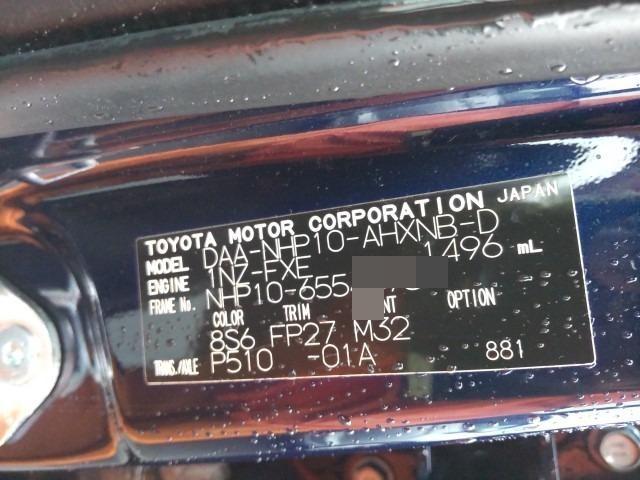 TOYOTA MOTOR CORPORATION JAPAN
MODEL DAA-NHP10-AHXNB-D
ENGINE 1NZ-FXE 1496 mL
FRAME No. NHP10-655
COLOR TRIM OPTION
8S6 FP27 M32
TRANS./AXLE P510 -01A 881